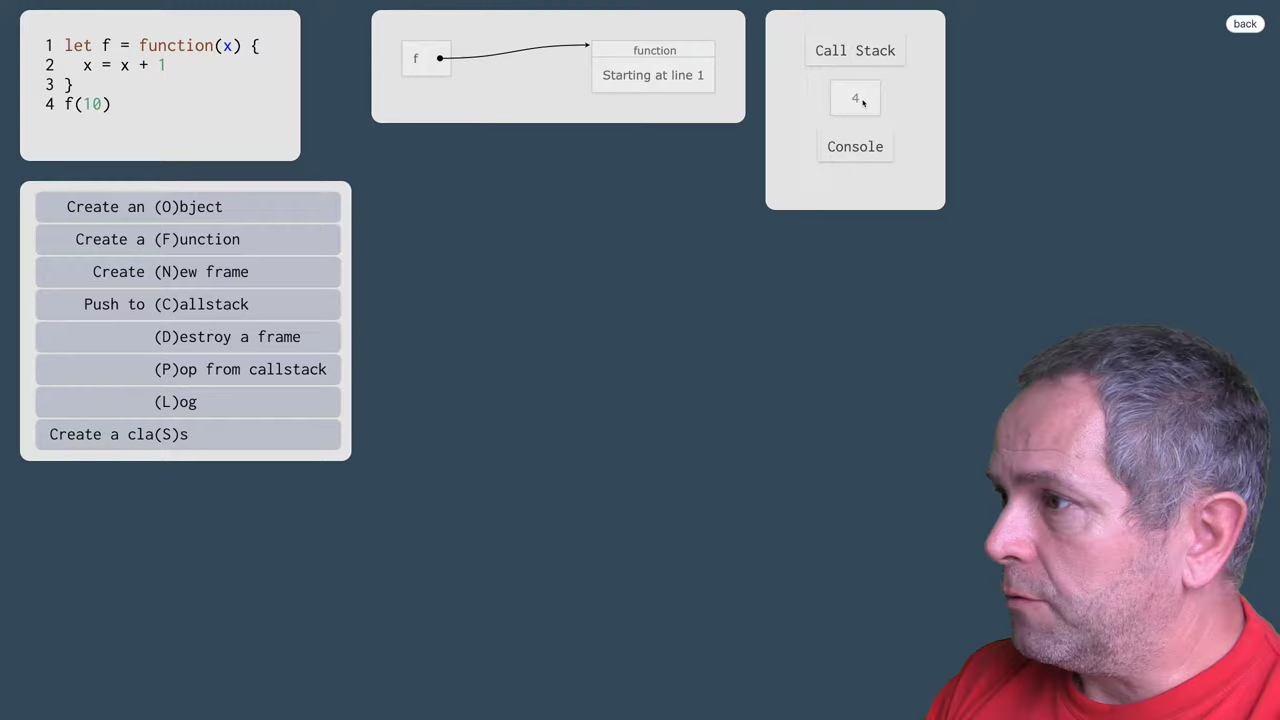 back
1 let f = function(x) {
2 x = x + 1
3 }
4 f(10)
f
function
Starting at line 1
Call Stack
4
Console
Create an (O)bject
Create a (F)unction
Create (N)ew frame
Push to (C)allstack
(D)estroy a frame
(P)op from callstack
(L)og
Create a cla(S)s